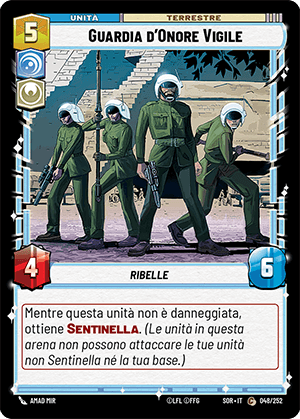 5
UNITÀ
TERRESTRE
GUARDIA D'ONORE VIGILE
4
RIBELLE
6
Mentre questa unità non è danneggiata,
ottiene SENTINELLA. (Le unità in questa
arena non possono attaccare le tue unità
non Sentinella né la tua base.)
AMAD MIR
©LFL ©FFG
SOR • IT
C
048/252